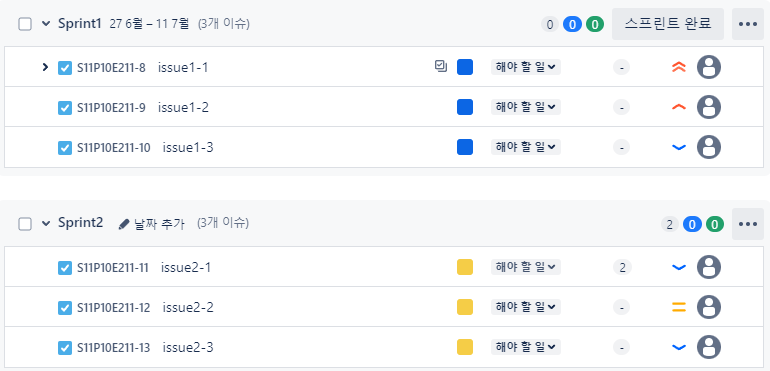 Sprint1 27 6월 – 11 7월 (3개 이슈) 0 0 0 스프린트 완료
S11P10E211-8 issue1-1 해야 할 일 -
S11P10E211-9 issue1-2 해야 할 일 -
S11P10E211-10 issue1-3 해야 할 일 -
Sprint2 날짜 추가 (3개 이슈) 2 0 0
S11P10E211-11 issue2-1 해야 할 일 2
S11P10E211-12 issue2-2 해야 할 일 -
S11P10E211-13 issue2-3 해야 할 일 -